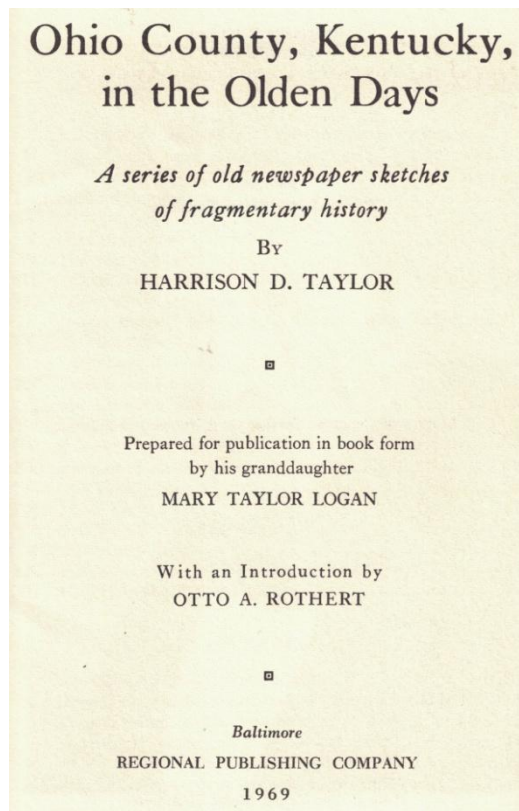 Ohio County, Kentucky,
in the Olden Days
A series of old newspaper sketches
of fragmentary history
By
HARRISON D. TAYLOR
Prepared for publication in book form
by his granddaughter
MARY TAYLOR LOGAN
With an Introduction by
OTTO A. ROTHERT
Baltimore
REGIONAL PUBLISHING COMPANY
1969